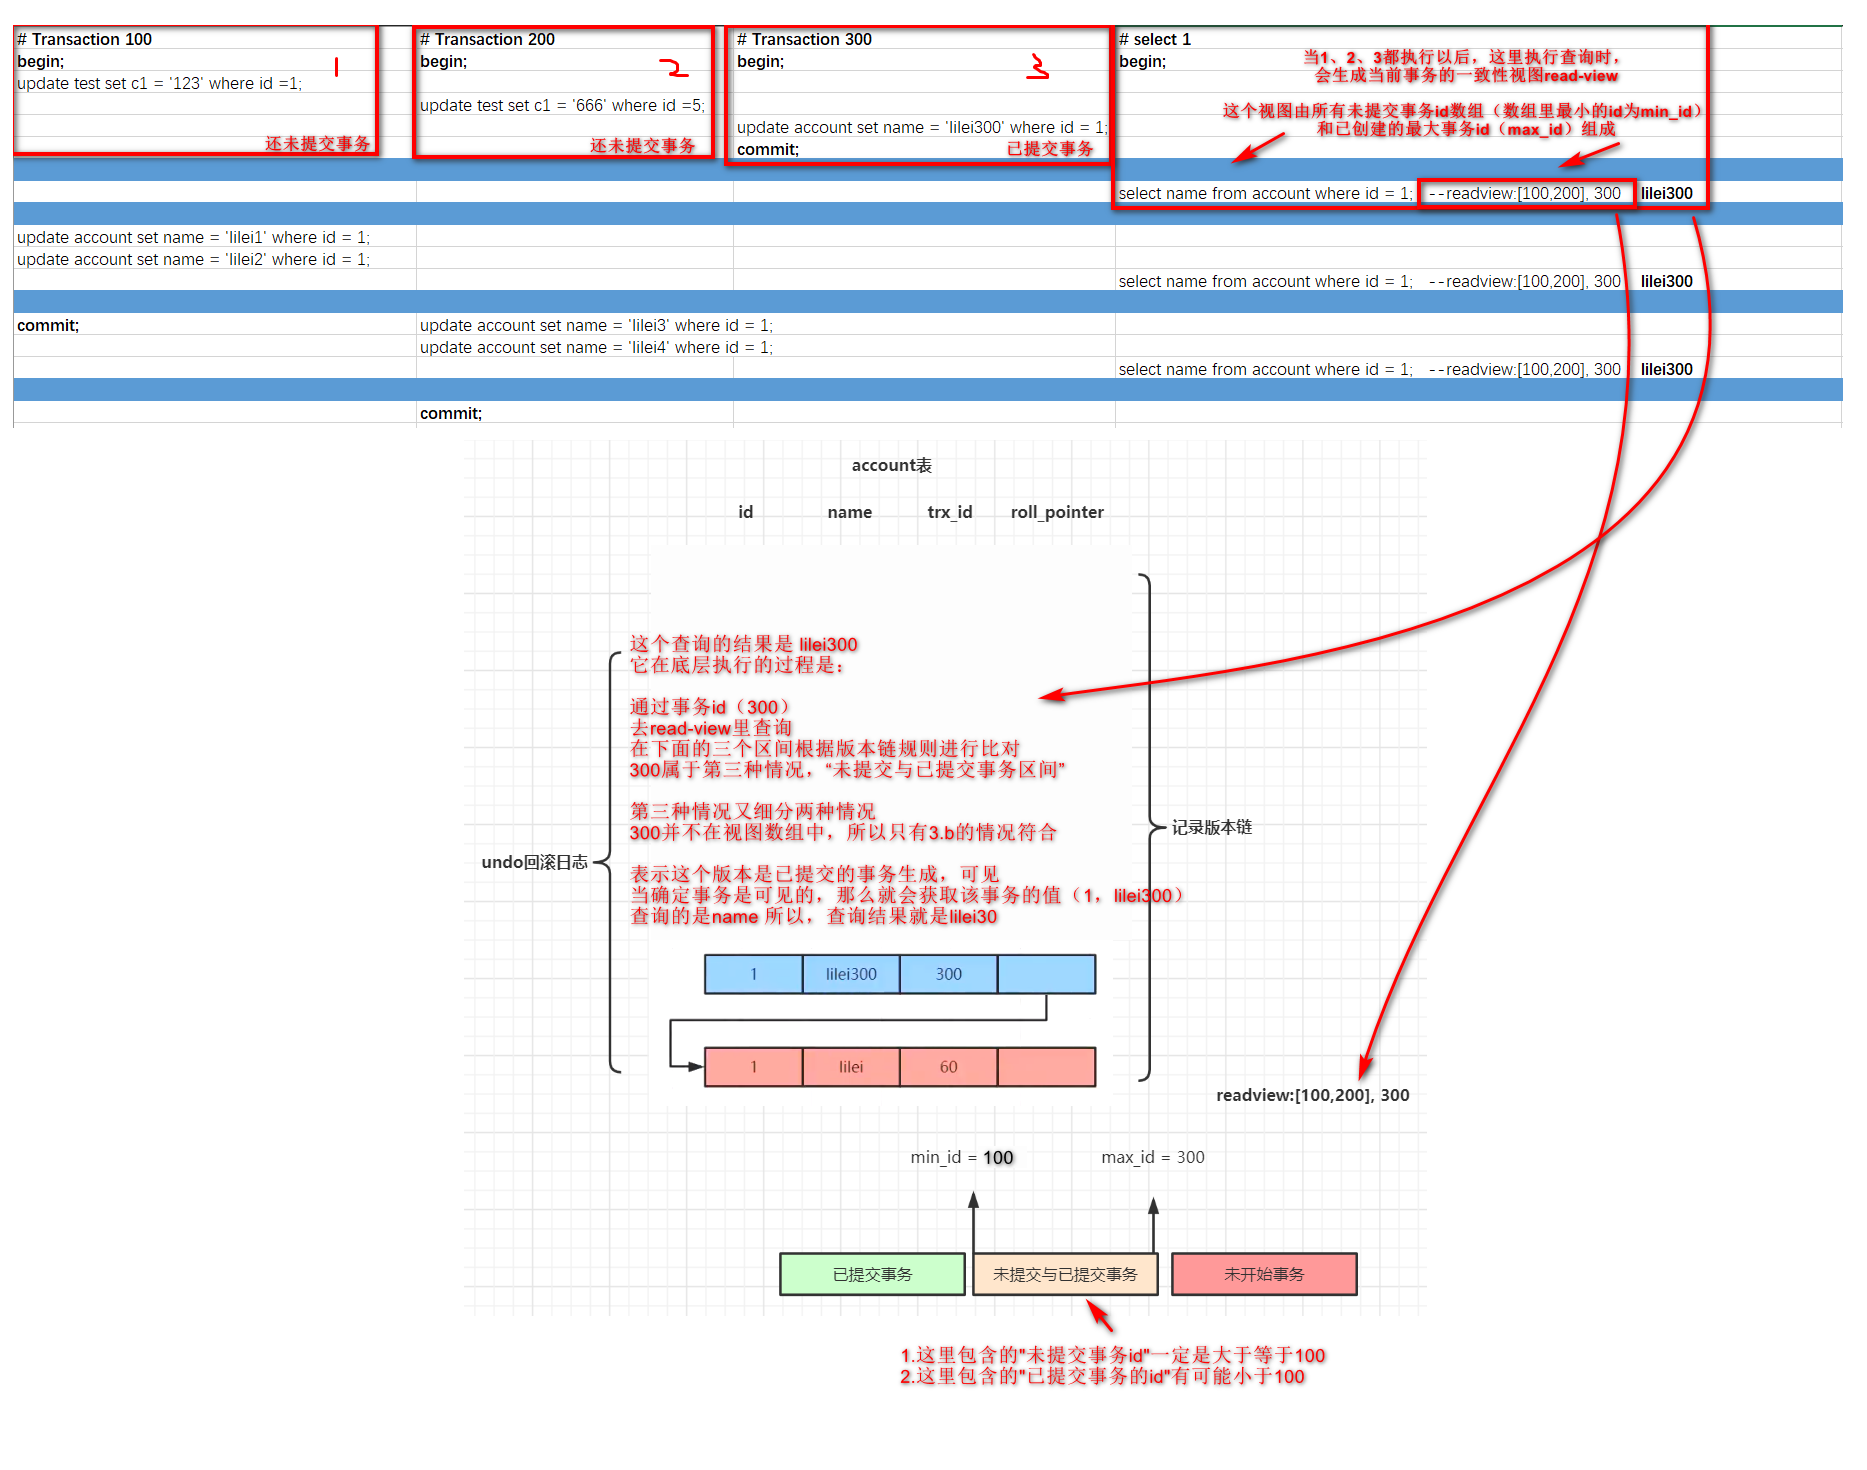 # Transaction 100
# Transaction 200
# Transaction 300
# select 1
begin;
begin;
begin;
begin;
1
2
3
当1、2、3都执行以后，这里执行查询时，
会生成当前事务的一致性视图read-view
update test set c1 = '123' where id =1;
update test set c1 = '666' where id =5;
这个视图由所有未提交事务id数组（数组里最小的id为min_id）
和已创建的最大事务id（max_id）组成
update account set name = 'lilei300' where id = 1;
还未提交事务
还未提交事务
commit;
已提交事务
select name from account where id = 1; --readview:[100,200], 300 lilei300
update account set name = 'lilei1' where id = 1;
update account set name = 'lilei2' where id = 1;
select name from account where id = 1; --readview:[100,200], 300 lilei300
commit;
update account set name = 'lilei3' where id = 1;
update account set name = 'lilei4' where id = 1;
select name from account where id = 1; --readview:[100,200], 300 lilei300
commit;
account表
id name trx_id roll_pointer
这个查询的结果是 lilei300
它在底层执行的过程是：
通过事务id（300）
去read-view里查询
在下面的三个区间根据版本链规则进行比对
300属于第三种情况，“未提交与已提交事务区间”
第三种情况又细分两种情况
300并不在视图数组中，所以只有3.b的情况符合
记录版本链
undo回滚日志
表示这个版本是已提交的事务生成，可见
当确定事务是可见的，那么就会获取该事务的值（1，lilei300）
查询的是name 所以，查询结果就是lilei30
1 lilei300 300
1 lilei 60
readview:[100,200], 300
min_id = 100
max_id = 300
已提交事务
未提交与已提交事务
未开始事务
1.这里包含的"未提交事务id"一定是大于等于100
2.这里包含的"已提交事务的id"有可能小于100